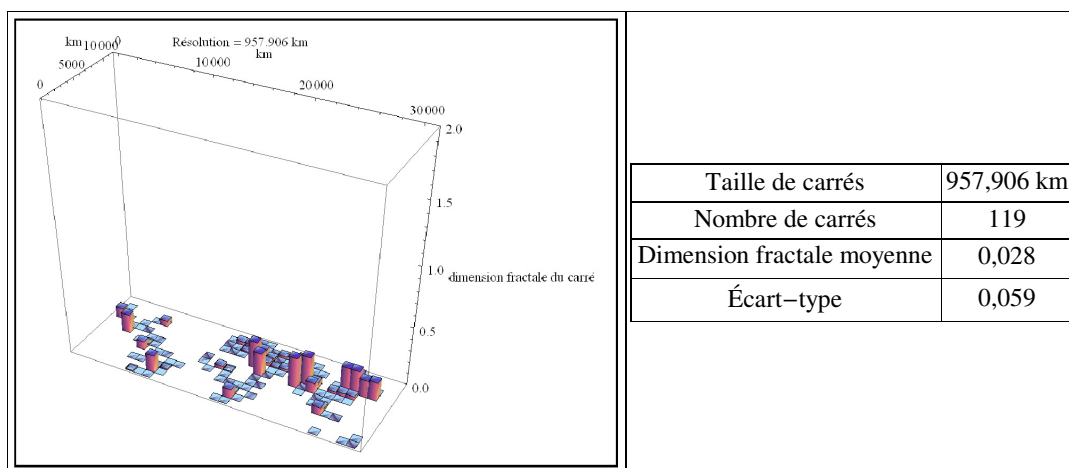 Résolution = 957.906 km
km
km
0
5000
10000
0
10000
20000
30000
2.0
1.5
1.0
0.5
0.0
dimension fractale du carré
Taille de carrés 957,906 km
Nombre de carrés 119
Dimension fractale moyenne 0,028
Écart−type 0,059